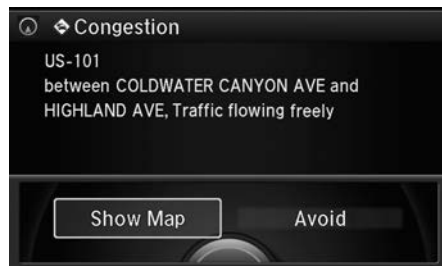 Congestion
US-101
between COLDWATER CANYON AVE and
HIGHLAND AVE, Traffic flowing freely
Show Map
Avoid